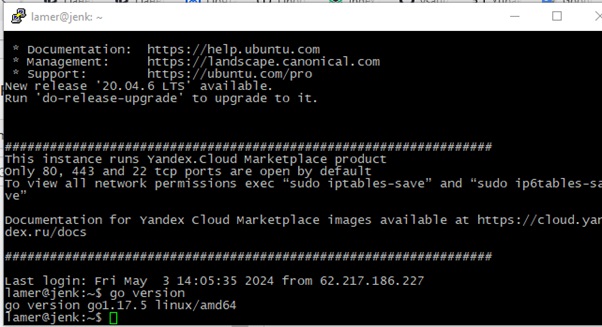 lamer@jenk: ~
* Documentation:  https://help.ubuntu.com
* Management:     https://landscape.canonical.com
* Support:        https://ubuntu.com/pro
New release '20.04.6 LTS' available.
Run 'do-release-upgrade' to upgrade to it.
#################################################################
This instance runs Yandex.Cloud Marketplace product
Only 80, 443 and 22 tcp ports are open by default
To view all network permissions exec “sudo iptables-save” and “sudo ip6tables-sa
ve”
Documentation for Yandex Cloud Marketplace images available at https://cloud.yan
dex.ru/docs
#################################################################
Last login: Fri May  3 14:05:35 2024 from 62.217.186.227
lamer@jenk:~$ go version
go version go1.17.5 linux/amd64
lamer@jenk:~$